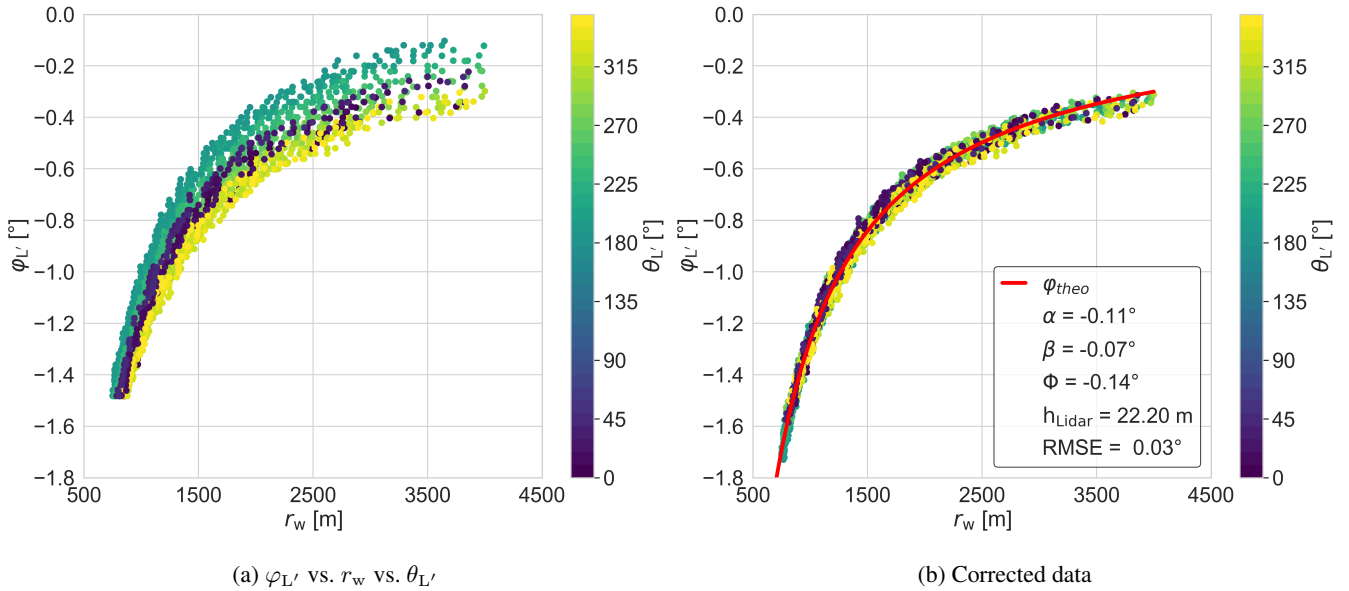 0.0
−0.2
−0.4
−0.6
−0.8
−1.0
−1.2
−1.4
−1.6
−1.8
φL′ [°]
500 1500 2500 3500 4500
rw [m]
315
270
225
180
135
90
45
0
θL′ [°]
(a) φL′ vs. rw vs. θL′
0.0
−0.2
−0.4
−0.6
−0.8
−1.0
−1.2
−1.4
−1.6
−1.8
φL′ [°]
500 1500 2500 3500 4500
rw [m]
φtheo
α = -0.11°
β = -0.07°
Φ = -0.14°
hLidar = 22.20 m
RMSE = 0.03°
315
270
225
180
135
90
45
0
θL′ [°]
(b) Corrected data